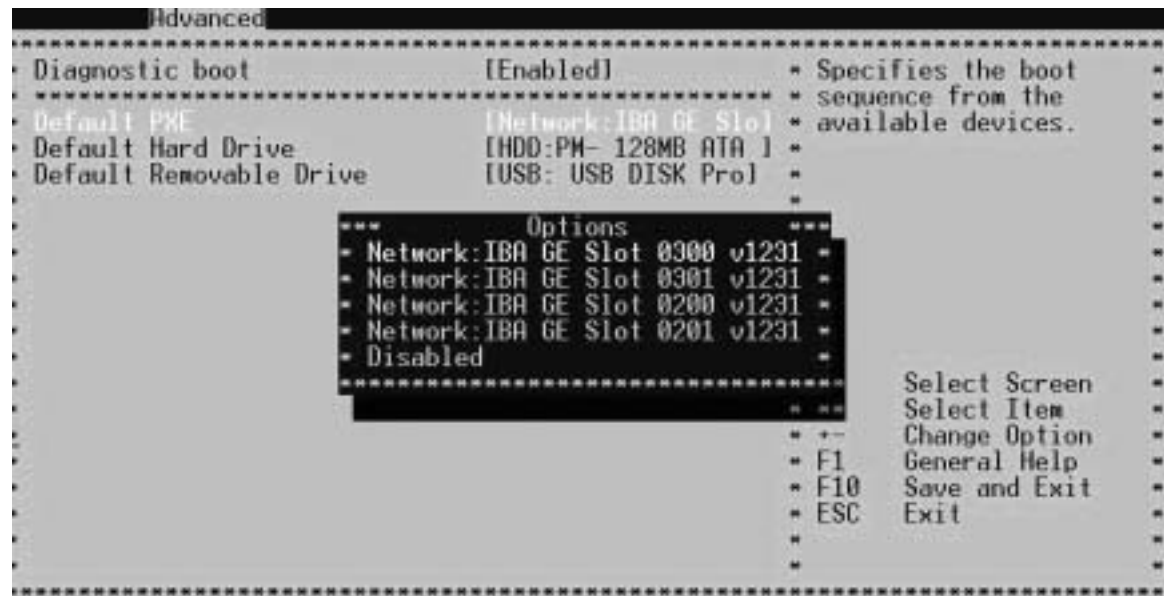 Advanced
Diagnostic boot [Enabled]
Default PXE [Network:IBA GE Slo]
Default Hard Drive [HDD:PM- 128MB ATA ]
Default Removable Drive [USB: USB DISK Pro]
Specifies the boot
sequence from the
available devices.
Options
Network:IBA GE Slot 0300 v1231
Network:IBA GE Slot 0301 v1231
Network:IBA GE Slot 0200 v1231
Network:IBA GE Slot 0201 v1231
Disabled
Select Screen
Select Item
+- Change Option
F1 General Help
F10 Save and Exit
ESC Exit